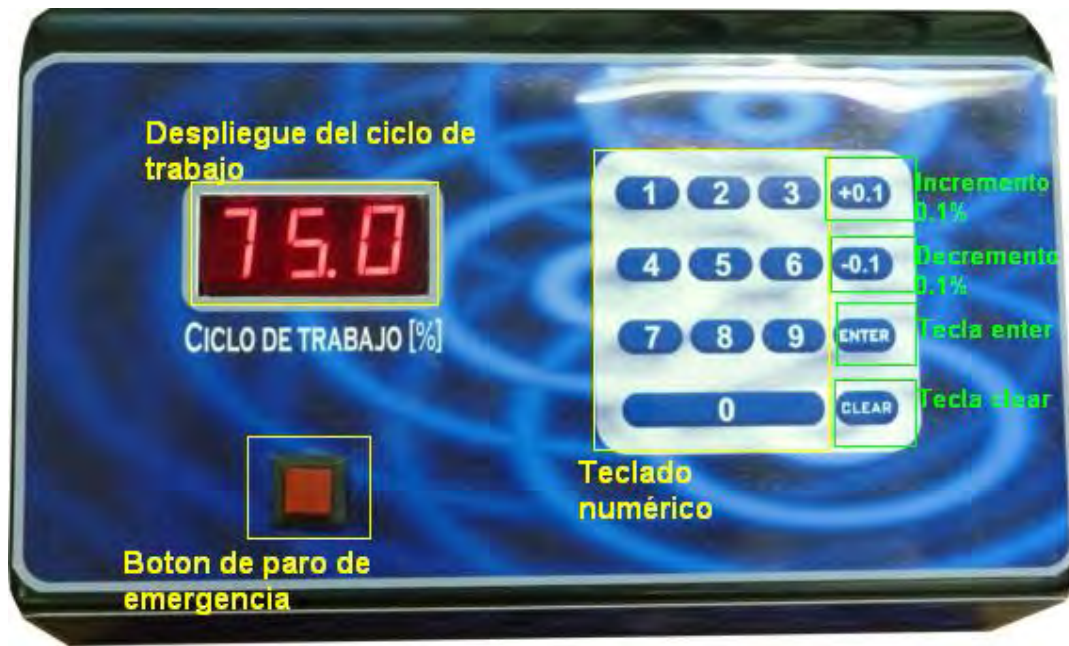 Despliegue del ciclo de
trabajo
75.0
CICLO DE TRABAJO [%]
Boton de paro de
emergencia
1 2 3 +0.1
4 5 6 -0.1
7 8 9 ENTER
0 CLEAR
Incremento
0.1%
Decremento
0.1%
Tecla enter
Tecla clear
Teclado
numérico